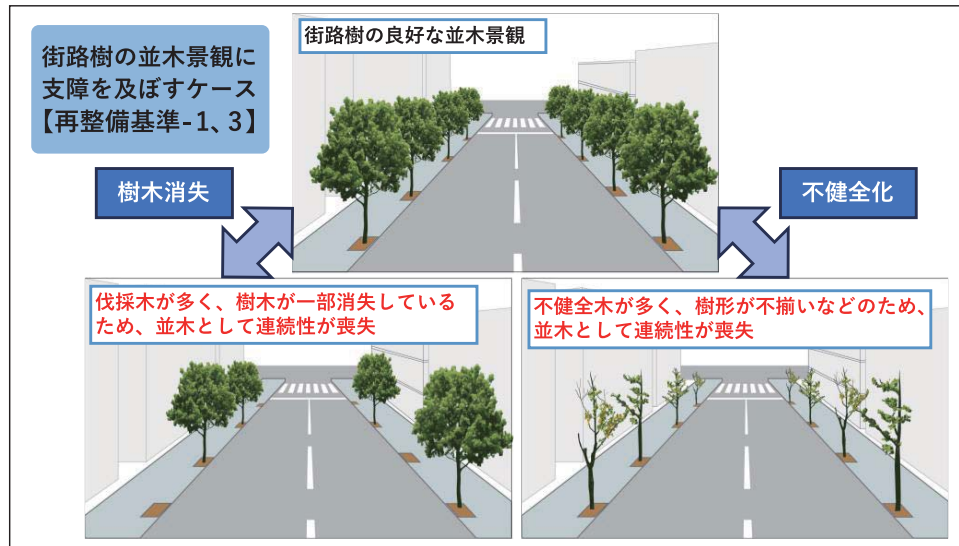 街路樹の並木景観に
支障を及ぼすケース
【再整備基準-1、3】
街路樹の良好な並木景観
樹木消失
不健全化
伐採木が多く、樹木が一部消失している
ため、並木として連続性が喪失
不健全木が多く、樹形が不揃いなどのため、
並木として連続性が喪失